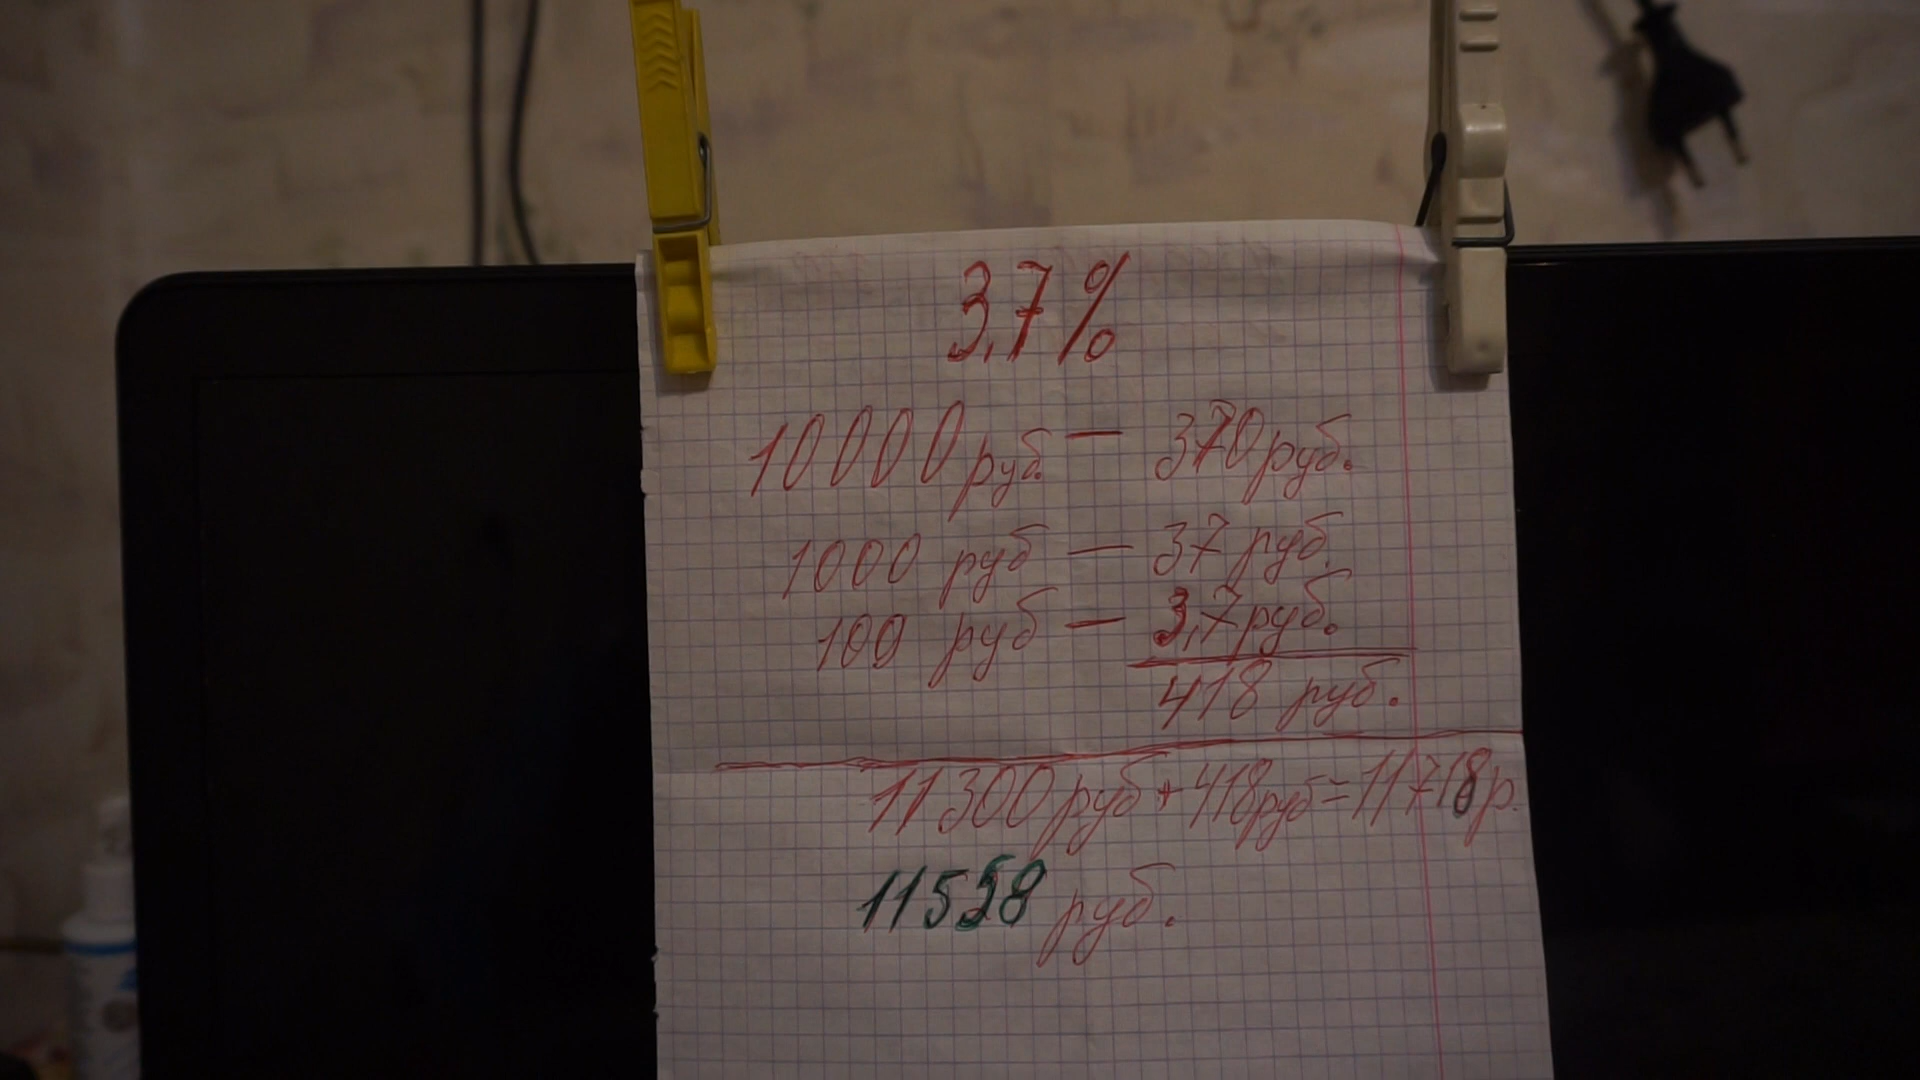 3,7%
10000 руб. — 370 руб.
1000 руб — 37 руб.
100 руб — 3,7 руб.
418 руб.
11300 руб + 418 руб = 11718 р.
11558 руб.